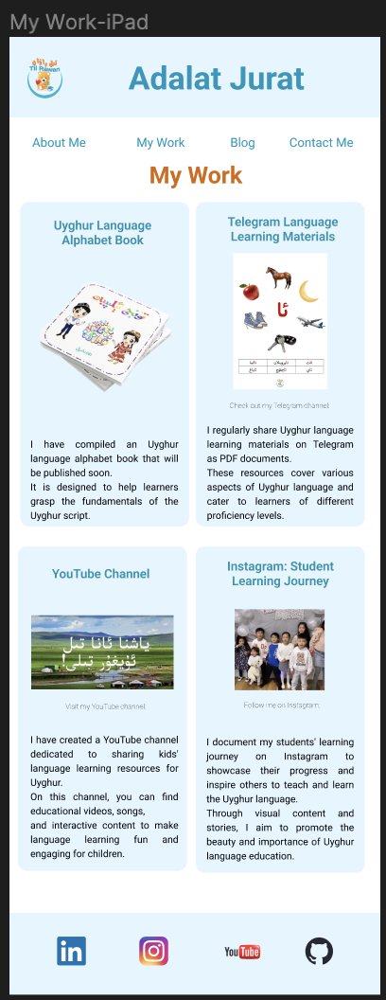 My Work-iPad
Til Rawan
Adalat Jurat
About Me
My Work
Blog
Contact Me
My Work
Uyghur Language
Alphabet Book
I have compiled an Uyghur
language alphabet book that will
be published soon.
It is designed to help learners
grasp the fundamentals of the
Uyghur script.
Telegram Language
Learning Materials
ئا
Check out my Telegram channel
I regularly share Uyghur language
learning materials on Telegram
as PDF documents.
These resources cover various
aspects of Uyghur language and
cater to learners of different
proficiency levels.
YouTube Channel
ياشنا ئانا تىل
ئۇيغۇر تىلى!
Visit my YouTube channel
I have created a YouTube channel
dedicated to sharing kids'
language learning resources for
Uyghur.
On this channel, you can find
educational videos, songs,
and interactive content to make
language learning fun and
engaging for children.
Instagram: Student
Learning Journey
Follow me on Instagram
I document my students' learning
journey on Instagram to
showcase their progress and
inspire others to teach and learn
the Uyghur language.
Through visual content and
stories, I aim to promote the
beauty and importance of Uyghur
language education.
in
YouTube